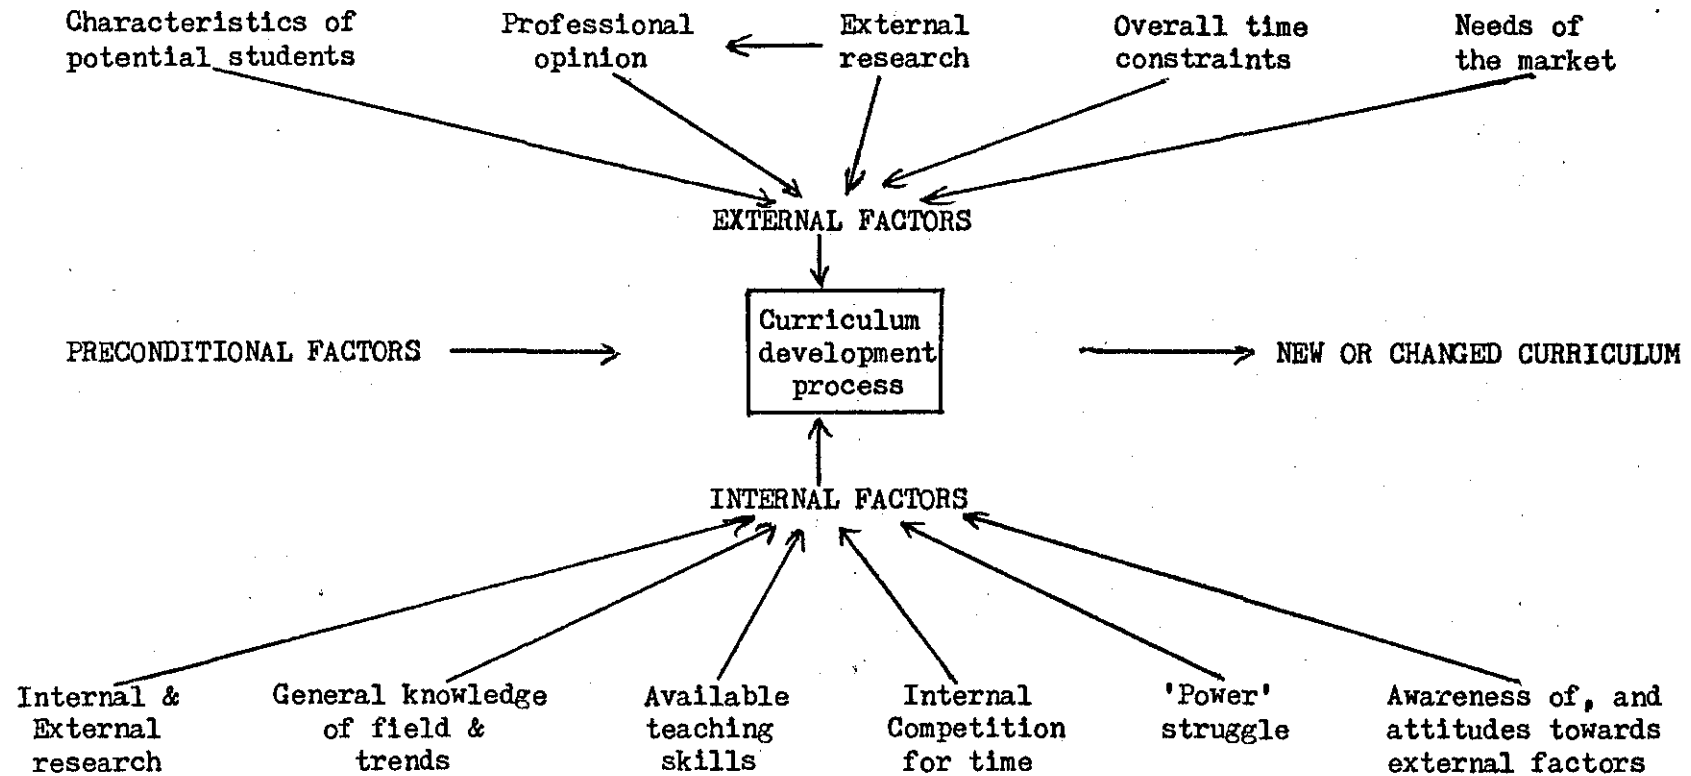 Characteristics of
potential students
Professional
opinion
External
research
Overall time
constraints
Needs of
the market
EXTERNAL FACTORS
Curriculum
development
process
PRECONDITIONAL FACTORS
NEW OR CHANGED CURRICULUM
INTERNAL FACTORS
Internal &
External
research
General knowledge
of field &
trends
Available
teaching
skills
Internal
Competition
for time
'Power'
struggle
Awareness of, and
attitudes towards
external factors